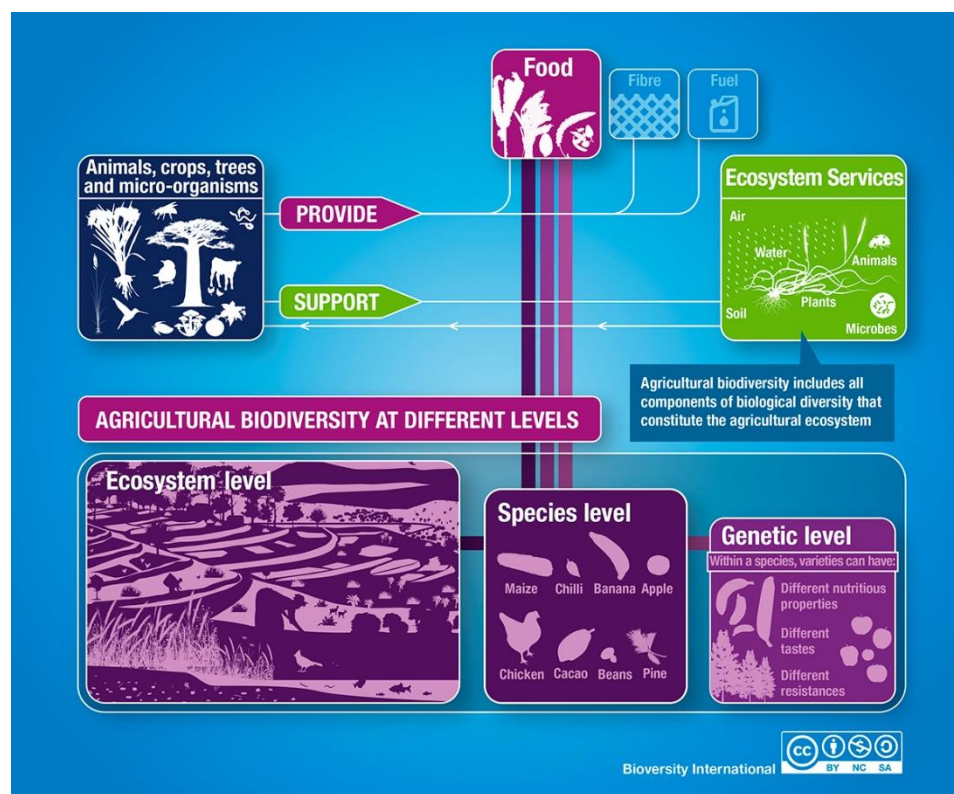 Food
Fibre
Fuel
Animals, crops, trees
and micro-organisms
PROVIDE
SUPPORT
Ecosystem Services
Air
Water
Animals
Plants
Soil
Microbes
Agricultural biodiversity includes all
components of biological diversity that
constitute the agricultural ecosystem
AGRICULTURAL BIODIVERSITY AT DIFFERENT LEVELS
Ecosystem level
Species level
Maize Chilli Banana Apple
Chicken Cacao Beans Pine
Genetic level
Within a species, varieties can have:
Different nutritious
properties
Different
tastes
Different
resistances
Bioversity International
cc
BY NC SA